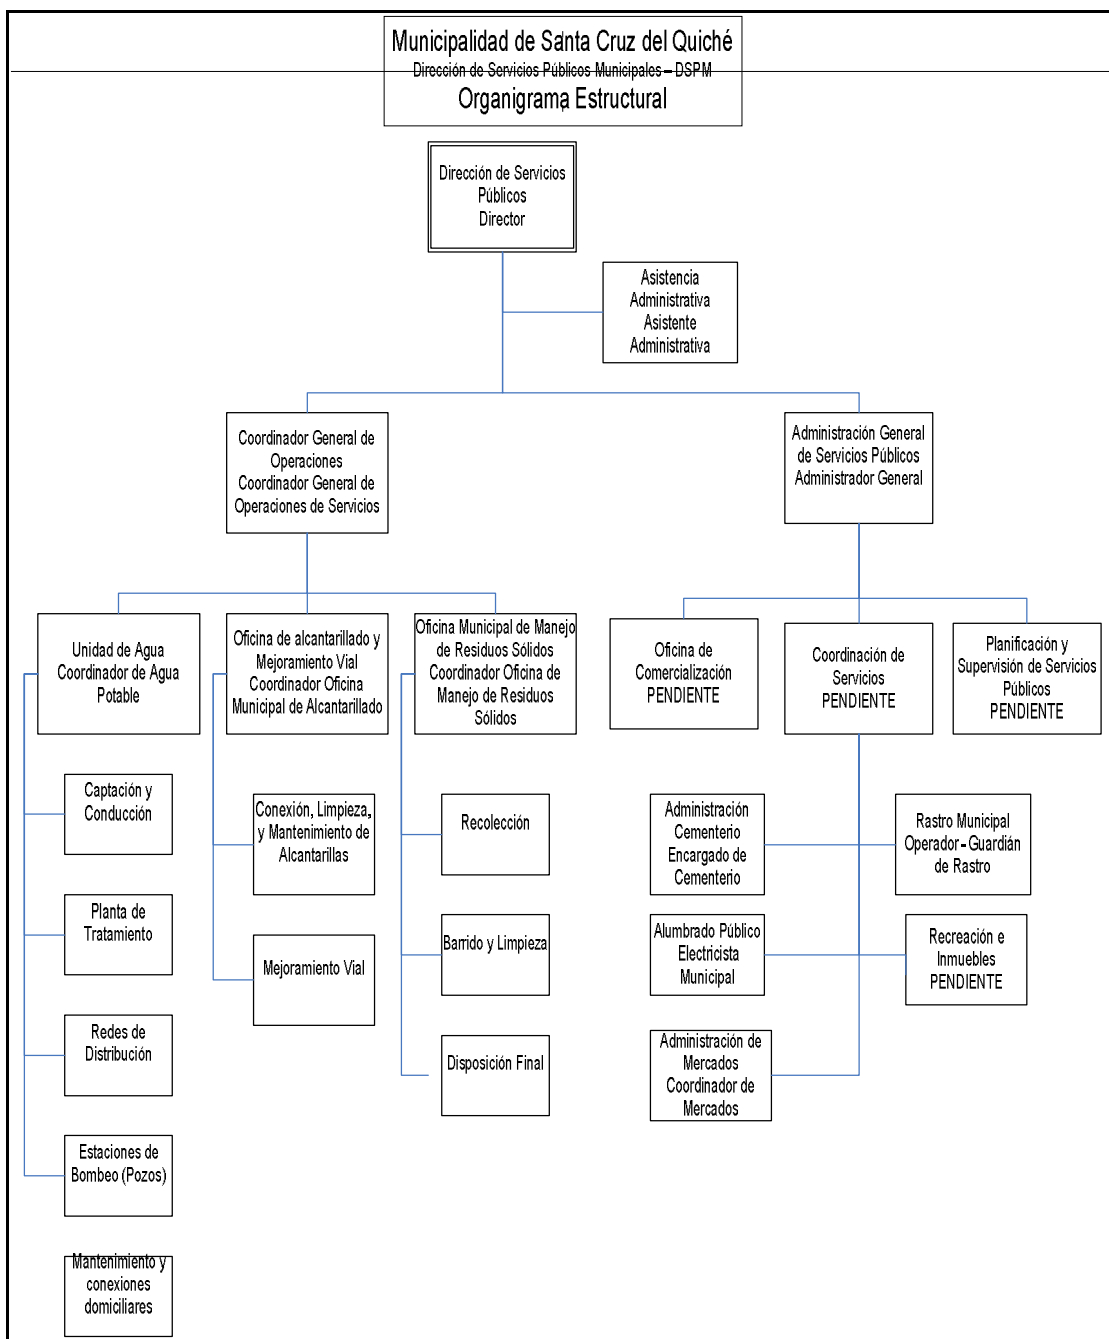 Municipalidad de Santa Cruz del Quiché
Dirección de Servicios Públicos Municipales – DSPM
Organigrama Estructural
Dirección de Servicios
Públicos
Director
Asistencia
Administrativa
Asistente
Administrativa
Coordinador General de
Operaciones
Coordinador General de
Operaciones de Servicios
Administración General
de Servicios Públicos
Administrador General
Unidad de Agua
Coordinador de Agua
Potable
Oficina de alcantarillado y
Mejoramiento Vial
Coordinador Oficina
Municipal de Alcantarillado
Oficina Municipal de Manejo
de Residuos Sólidos
Coordinador Oficina de
Manejo de Residuos
Sólidos
Oficina de
Comercialización
PENDIENTE
Coordinación de
Servicios
PENDIENTE
Planificación y
Supervisión de Servicios
Públicos
PENDIENTE
Captación y
Conducción
Conexión, Limpieza,
y Mantenimiento de
Alcantarillas
Recolección
Administración
Cementerio
Encargado de
Cementerio
Rastro Municipal
Operador – Guardián
de Rastro
Planta de
Tratamiento
Mejoramiento Vial
Barrido y Limpieza
Alumbrado Público
Electricista
Municipal
Recreación e
Inmuebles
PENDIENTE
Redes de
Distribución
Disposición Final
Administración de
Mercados
Coordinador de
Mercados
Estaciones de
Bombeo (Pozos)
Mantenimiento y
conexiones
domiciliares